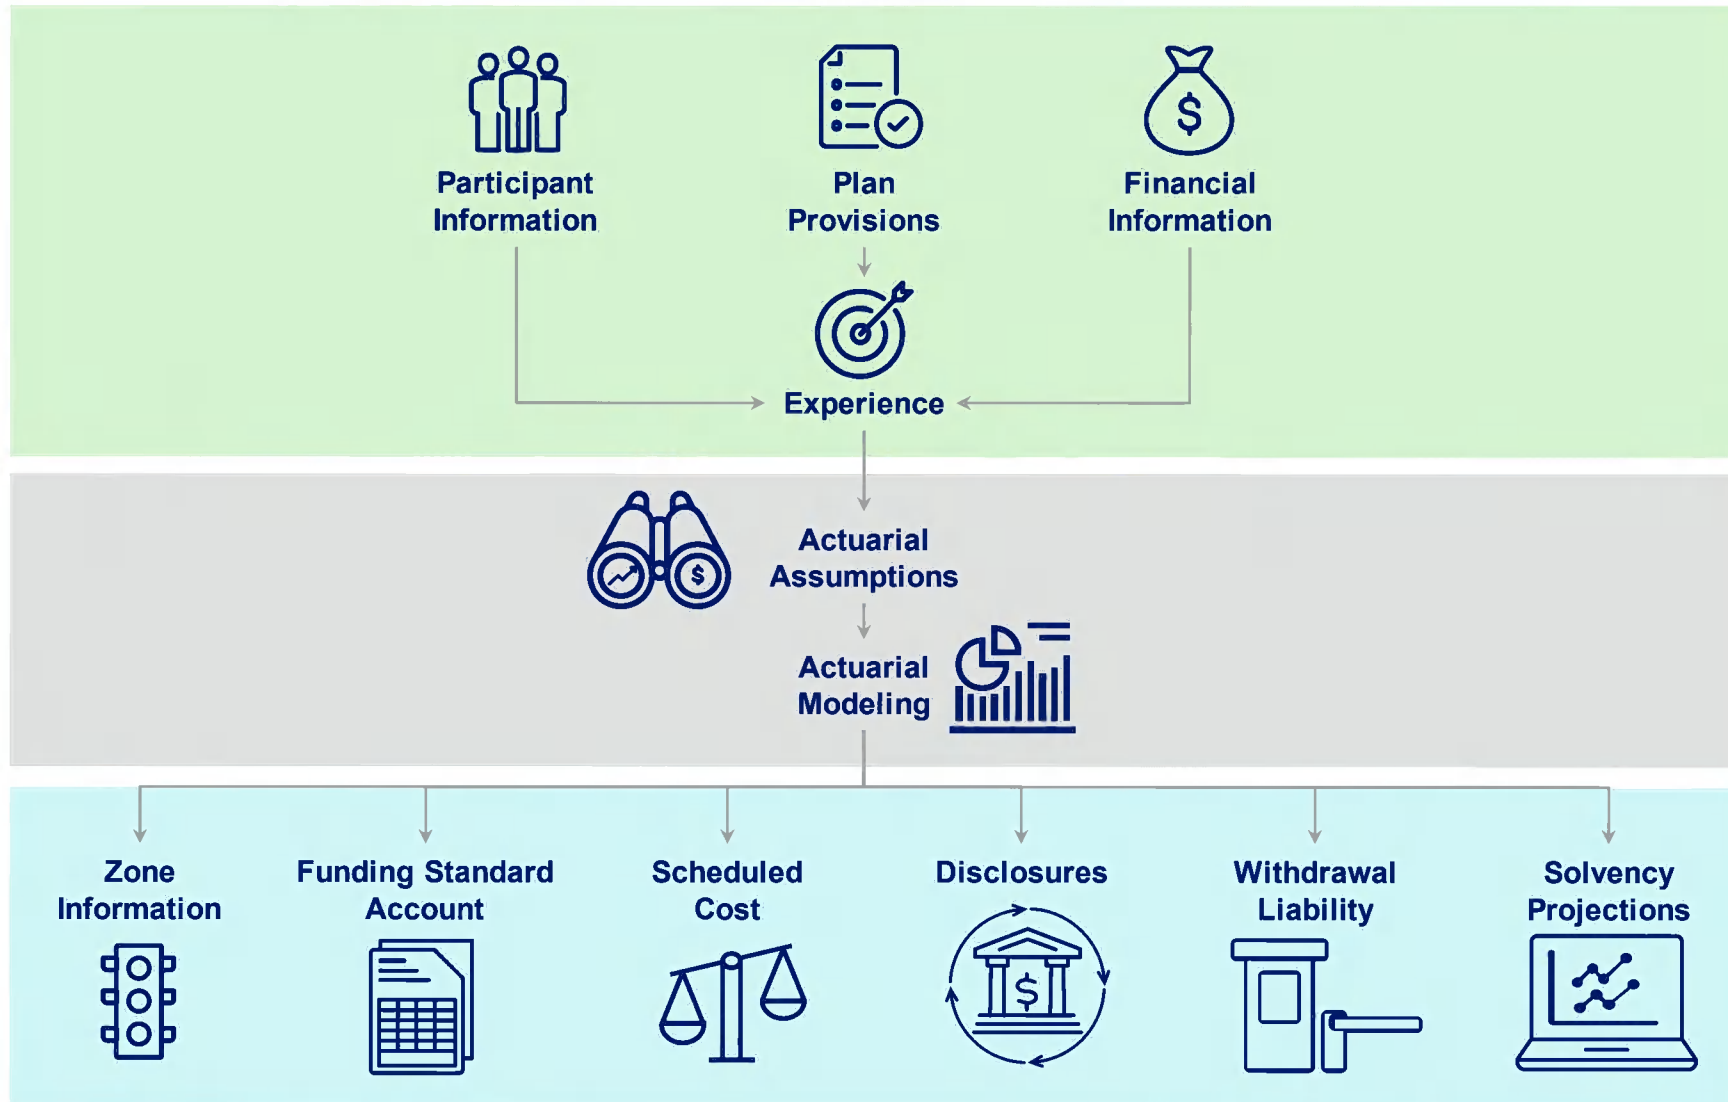 Participant
Information
Plan
Provisions
Financial
Information
$
Experience
Actuarial
Assumptions
$
Actuarial
Modeling
Zone
Information
Funding Standard
Account
Scheduled
Cost
Disclosures
$
Withdrawal
Liability
Solvency
Projections